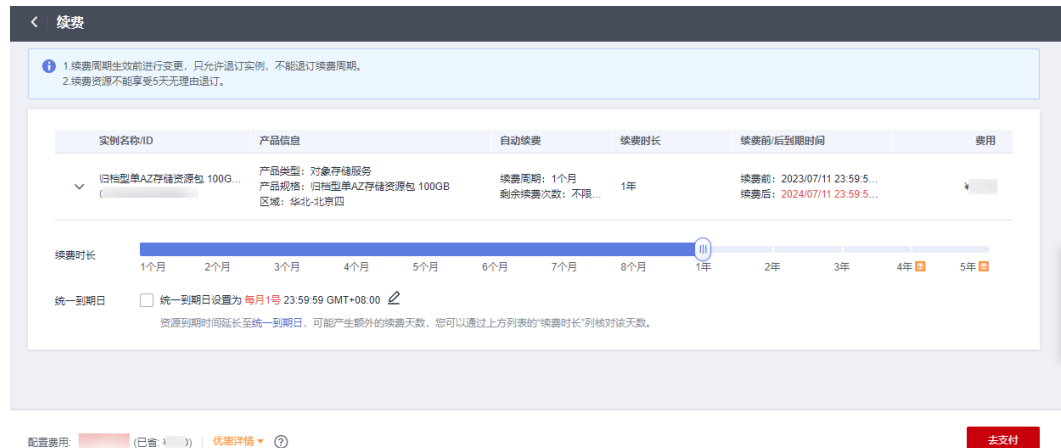 续费
1.续费周期生效前进行变更，只允许退订实例，不能退订续费周期。
2.续费资源不能享受5天无理由退订。
实例名称/ID 产品信息 自动续费 续费时长 续费前/后到期时间 费用
归档型单AZ存储资源包 100G...
产品类型：对象存储服务
产品规格：归档型单AZ存储资源包 100GB
区域：华北-北京四
续费周期：1个月
剩余续费次数：不限...
1年
续费前：2023/07/11 23:59:5...
续费后：2024/07/11 23:59:5...
¥
续费时长
1个月 2个月 3个月 4个月 5个月 6个月 7个月 8个月 1年 2年 3年 4年 5年
统一到期日 统一到期日设置为 每月1号 23:59:59 GMT+08:00
资源到期时间延长至统一到期日，可能产生额外的续费天数，您可以通过上方列表的“续费时长”列核对该天数。
配置费用: (已省: ¥ 0) 优惠详情 去支付